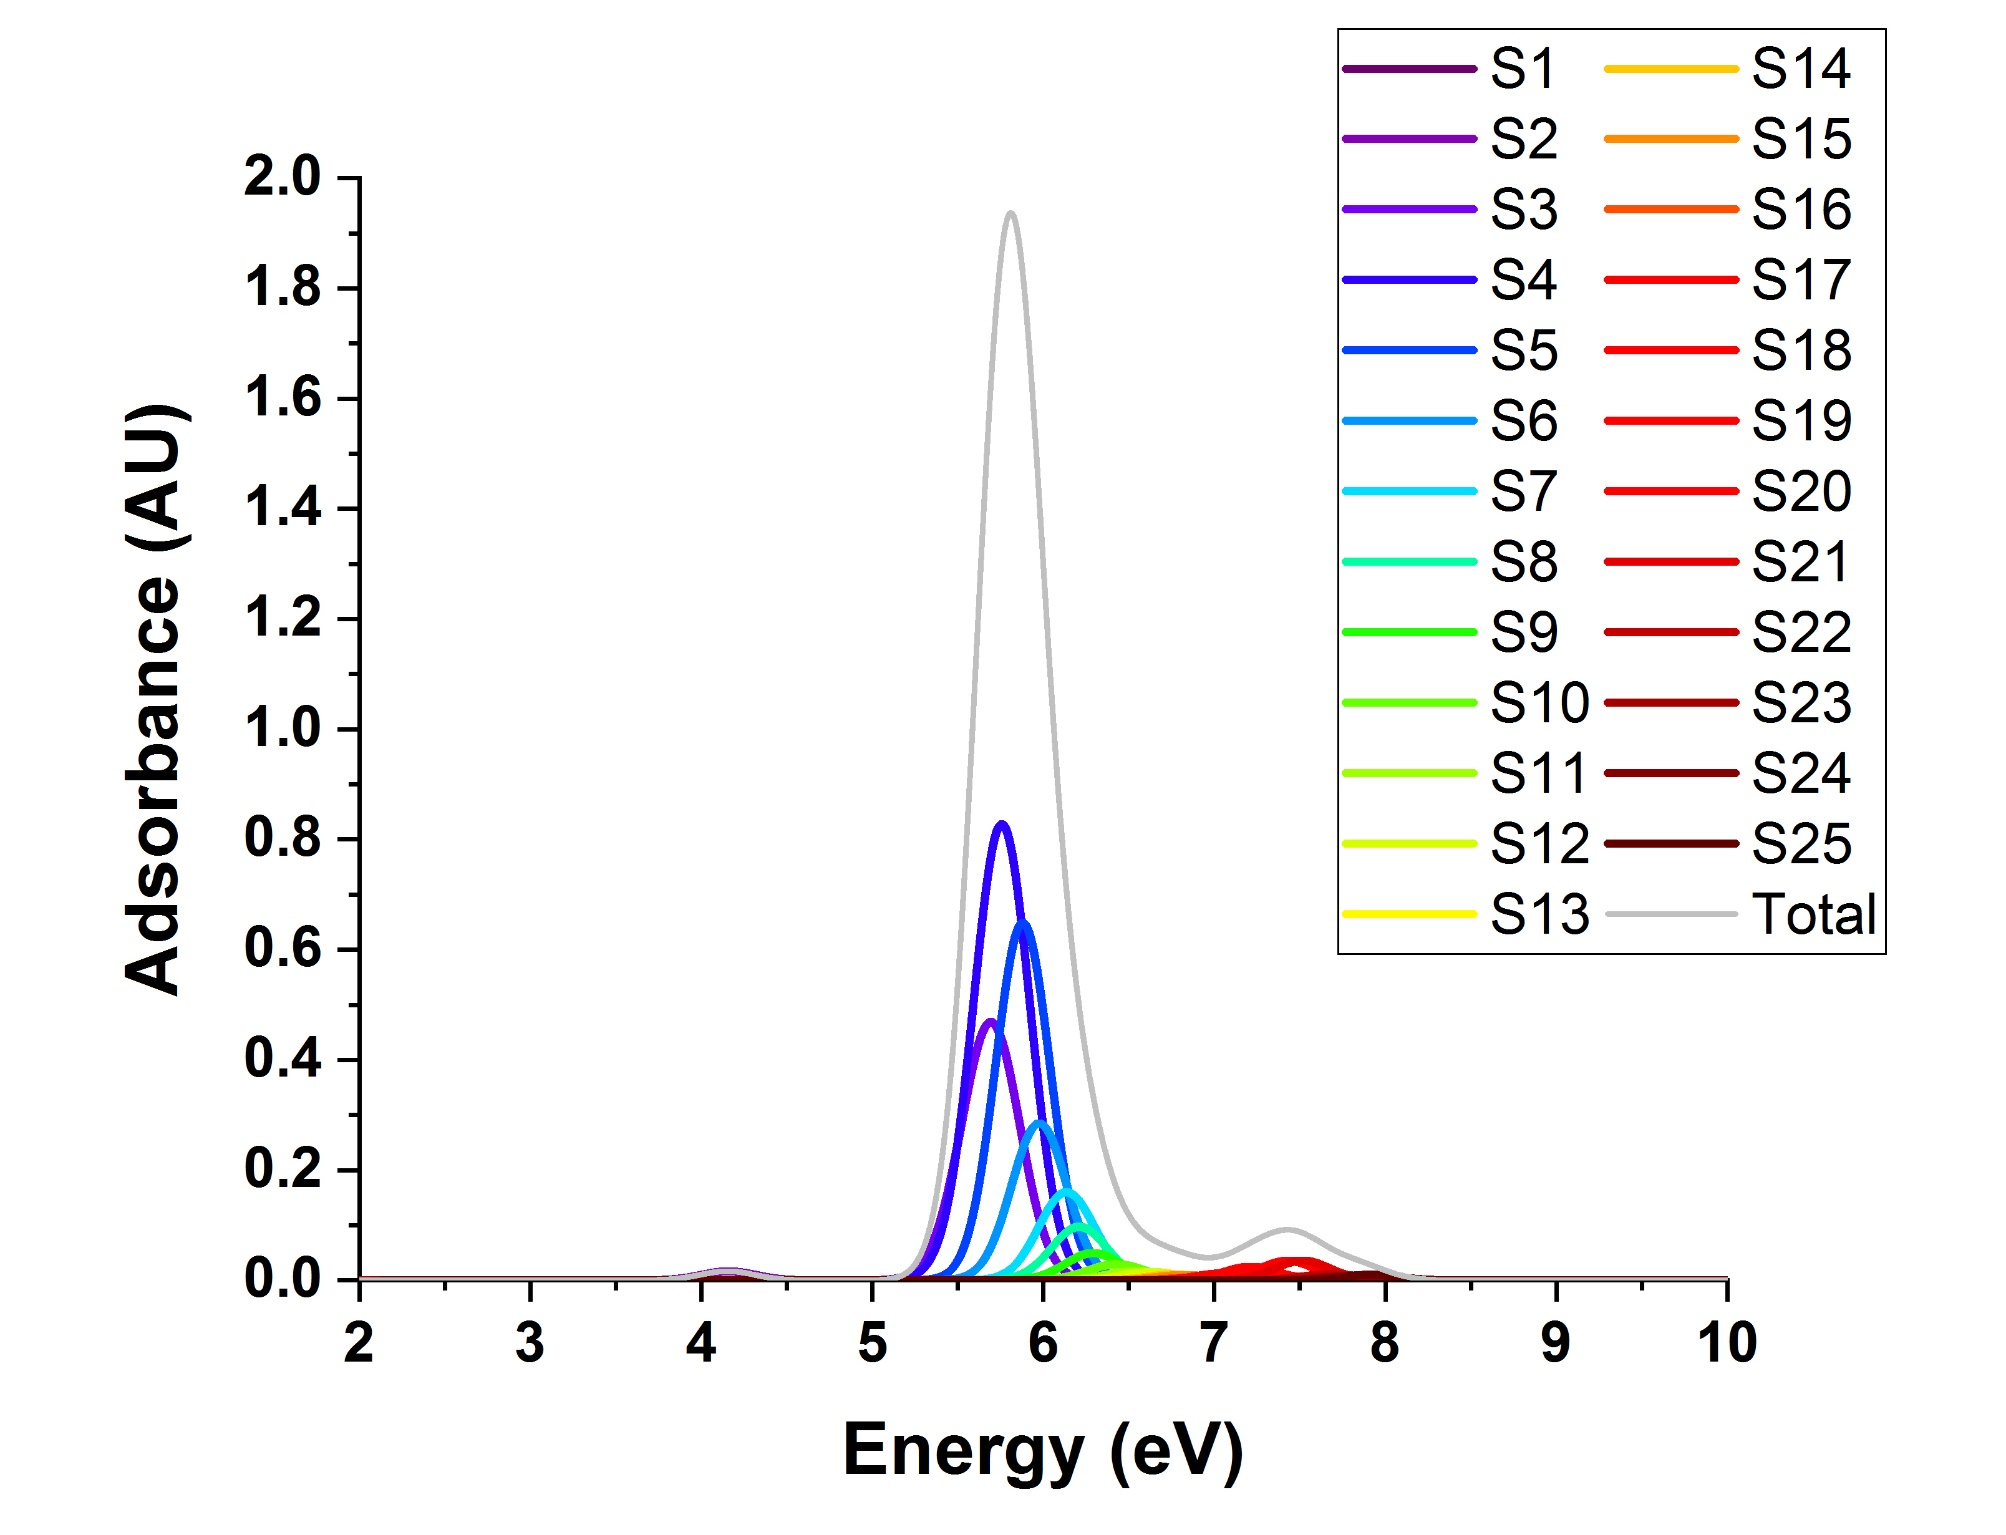 S1 S14
S2 S15
S3 S16
S4 S17
S5 S18
S6 S19
S7 S20
S8 S21
S9 S22
S10 S23
S11 S24
S12 S25
S13 Total
2.0
1.8
1.6
1.4
1.2
1.0
0.8
0.6
0.4
0.2
0.0
Adsorbance (AU)
2 3 4 5 6 7 8 9 10
Energy (eV)